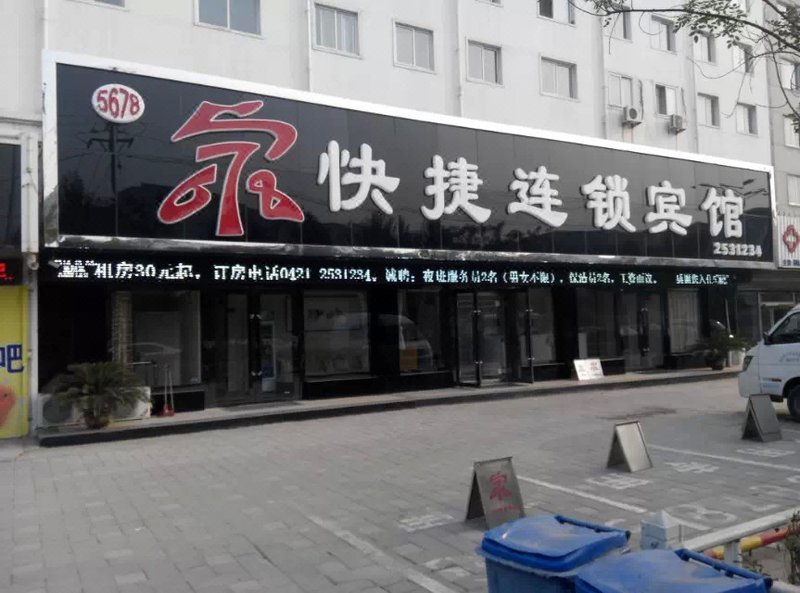 5678
家 快捷连锁宾馆
2531234
租房30元起，订房电话0421 2531234。诚聘：夜班服务员2名（男女不限），保洁员2名，工资面议。
吧